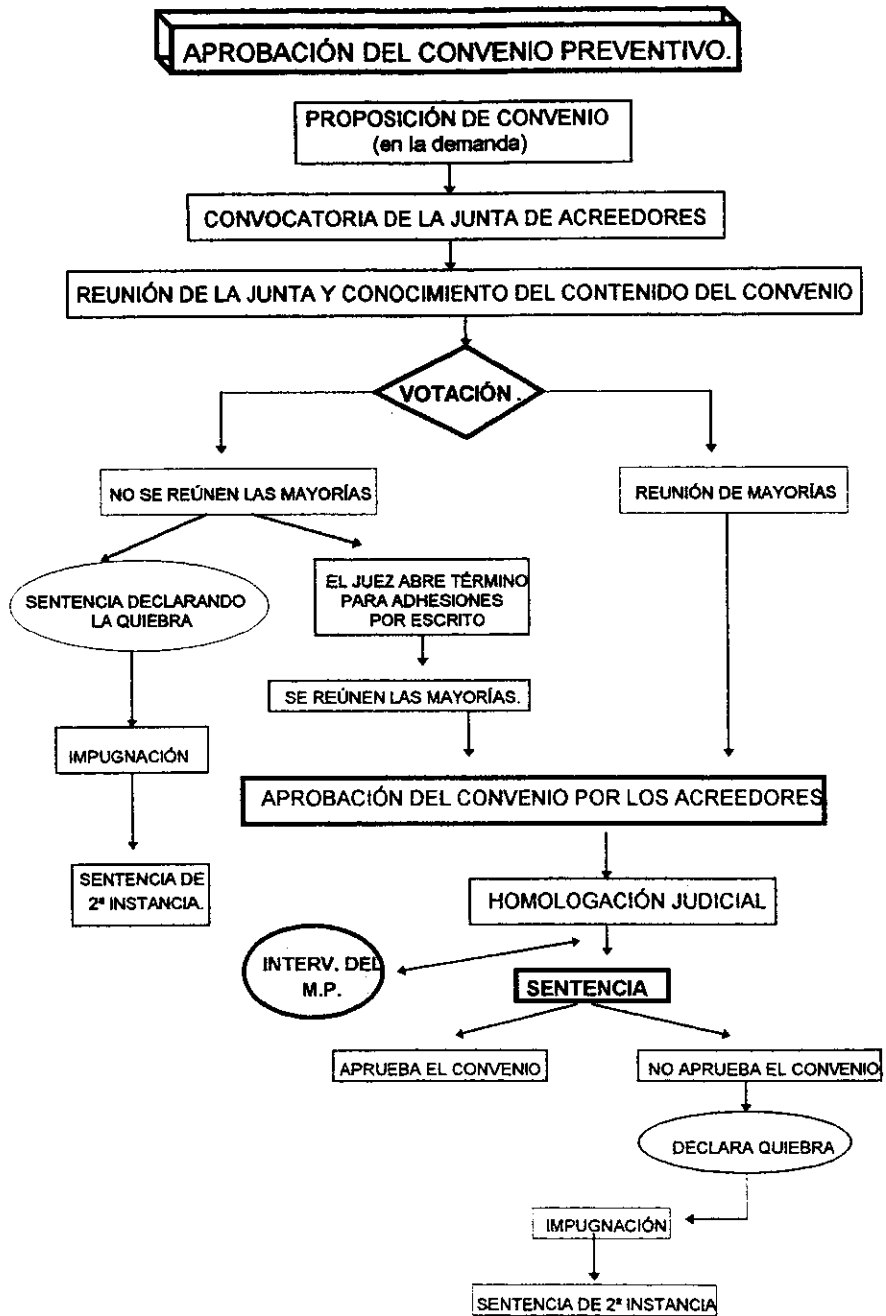 APROBACIÓN DEL CONVENIO PREVENTIVO.
PROPOSICIÓN DE CONVENIO
(en la demanda)
CONVOCATORIA DE LA JUNTA DE ACREEDORES
REUNIÓN DE LA JUNTA Y CONOCIMIENTO DEL CONTENIDO DEL CONVENIO
VOTACIÓN .
NO SE REÚNEN LAS MAYORÍAS
REUNIÓN DE MAYORÍAS
SENTENCIA DECLARANDO
LA QUIEBRA
EL JUEZ ABRE TÉRMINO
PARA ADHESIONES
POR ESCRITO
SE REÚNEN LAS MAYORÍAS.
IMPUGNACIÓN
APROBACIÓN DEL CONVENIO POR LOS ACREEDORES
SENTENCIA DE
2ª INSTANCIA.
HOMOLOGACIÓN JUDICIAL
INTERV. DEL
M.P.
SENTENCIA
APRUEBA EL CONVENIO
NO APRUEBA EL CONVENIO
DECLARA QUIEBRA
IMPUGNACIÓN
SENTENCIA DE 2ª INSTANCIA